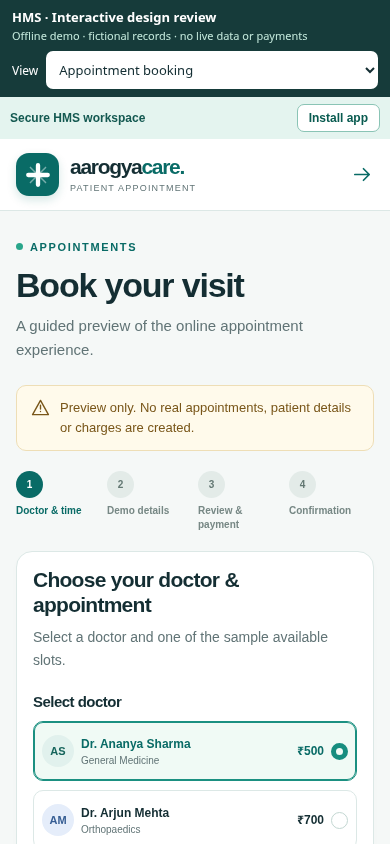 HMS · Interactive design review
Offline demo · fictional records · no live data or payments
View
Appointment booking
Secure HMS workspace
Install app
aarogyacare.
PATIENT APPOINTMENT
APPOINTMENTS
Book your visit
A guided preview of the online appointment
experience.
Preview only. No real appointments, patient details
or charges are created.
1
Doctor & time
2
Demo details
3
Review &
payment
4
Confirmation
Choose your doctor &
appointment
Select a doctor and one of the sample available
slots.
Select doctor
AS
Dr. Ananya Sharma
General Medicine
₹500
AM
Dr. Arjun Mehta
Orthopaedics
₹700